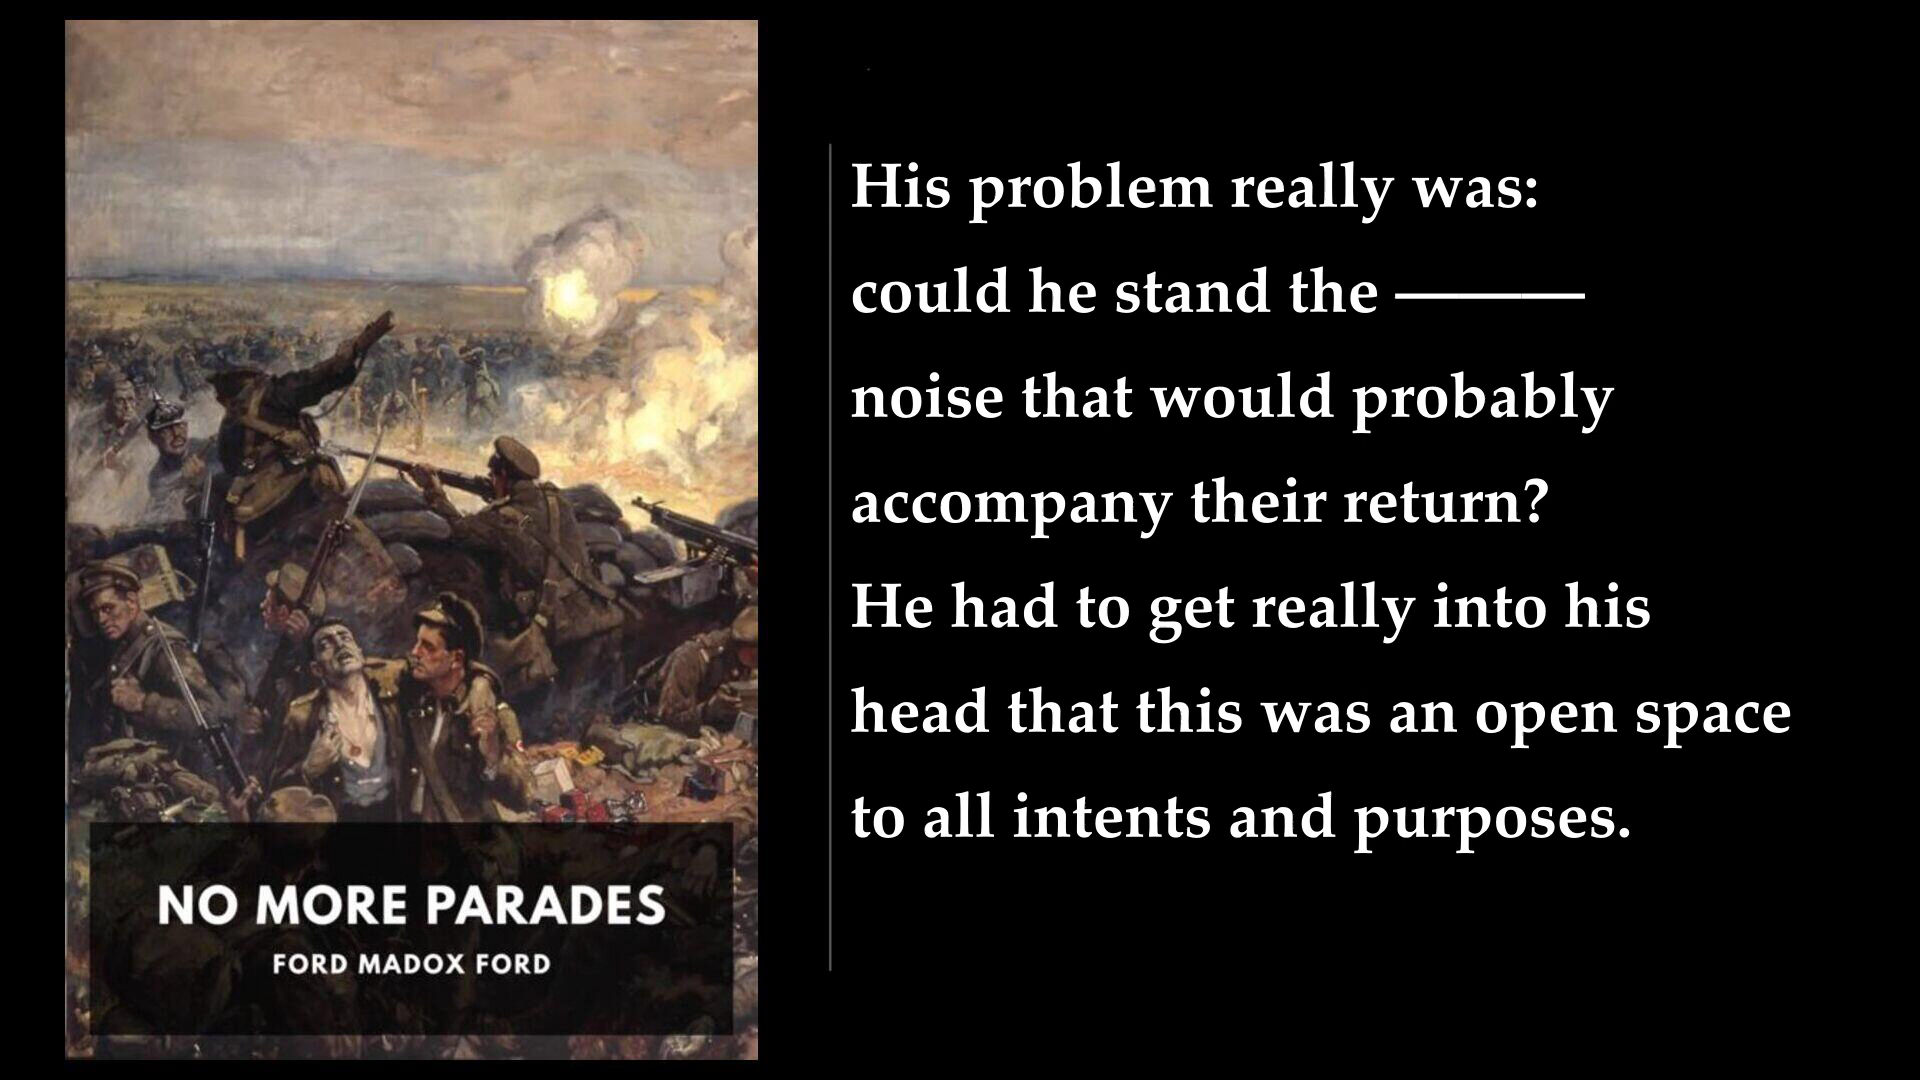 His problem really was:
could he stand the ———
noise that would probably
accompany their return?
He had to get really into his
head that this was an open space
to all intents and purposes.
NO MORE PARADES
FORD MADOX FORD